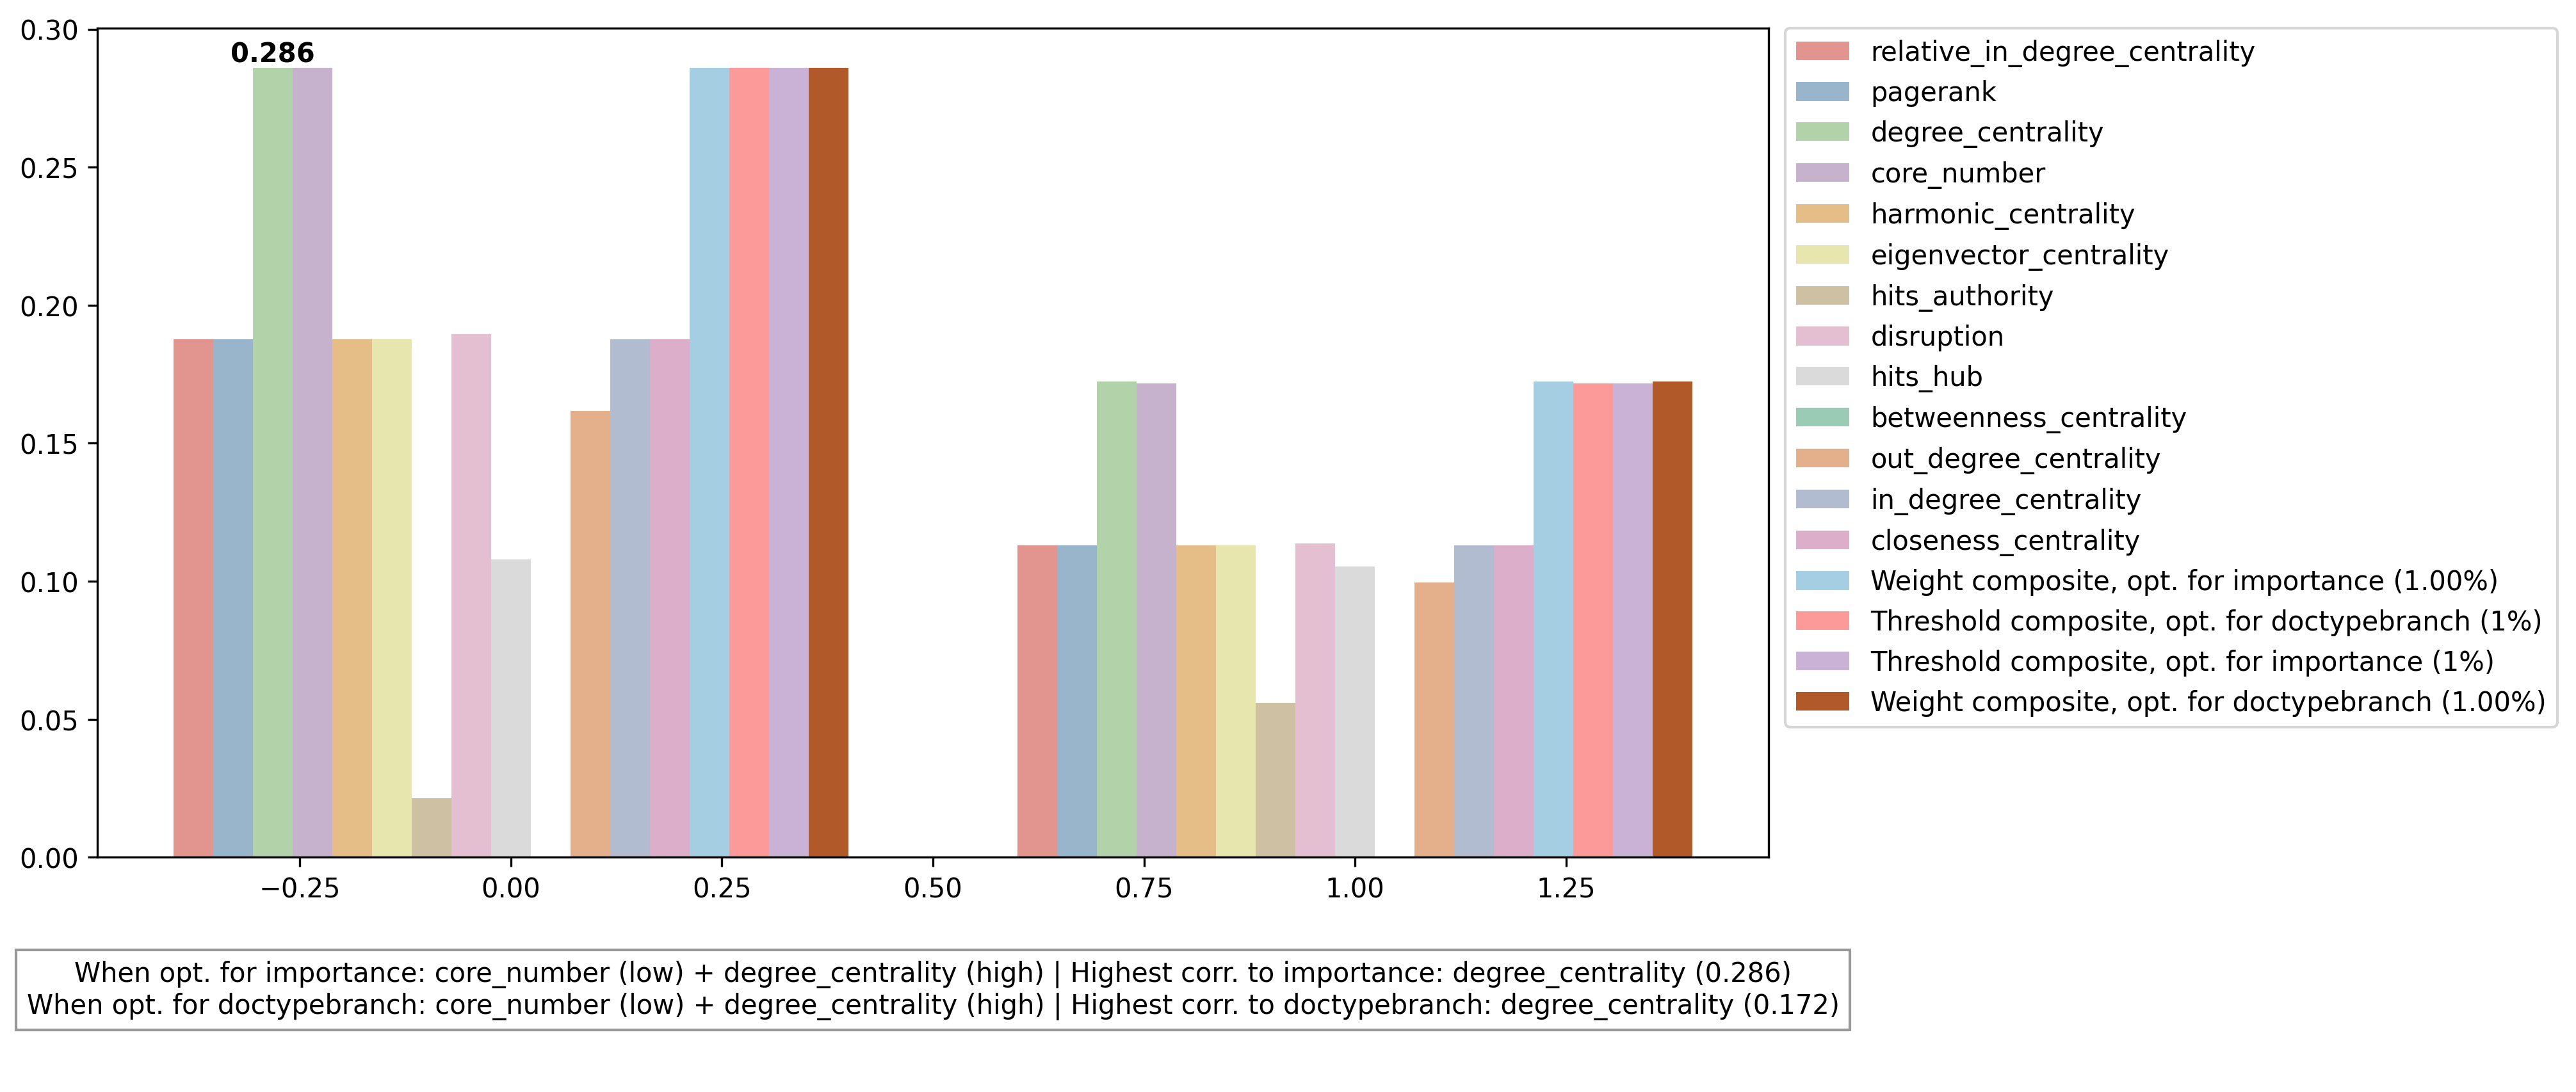 0.30
0.25
0.20
0.15
0.10
0.05
0.00
0.286
−0.25
0.00
0.25
0.50
0.75
1.00
1.25
relative_in_degree_centrality
pagerank
degree_centrality
core_number
harmonic_centrality
eigenvector_centrality
hits_authority
disruption
hits_hub
betweenness_centrality
out_degree_centrality
in_degree_centrality
closeness_centrality
Weight composite, opt. for importance (1.00%)
Threshold composite, opt. for doctypebranch (1%)
Threshold composite, opt. for importance (1%)
Weight composite, opt. for doctypebranch (1.00%)
When opt. for importance: core_number (low) + degree_centrality (high) | Highest corr. to importance: degree_centrality (0.286)
When opt. for doctypebranch: core_number (low) + degree_centrality (high) | Highest corr. to doctypebranch: degree_centrality (0.172)